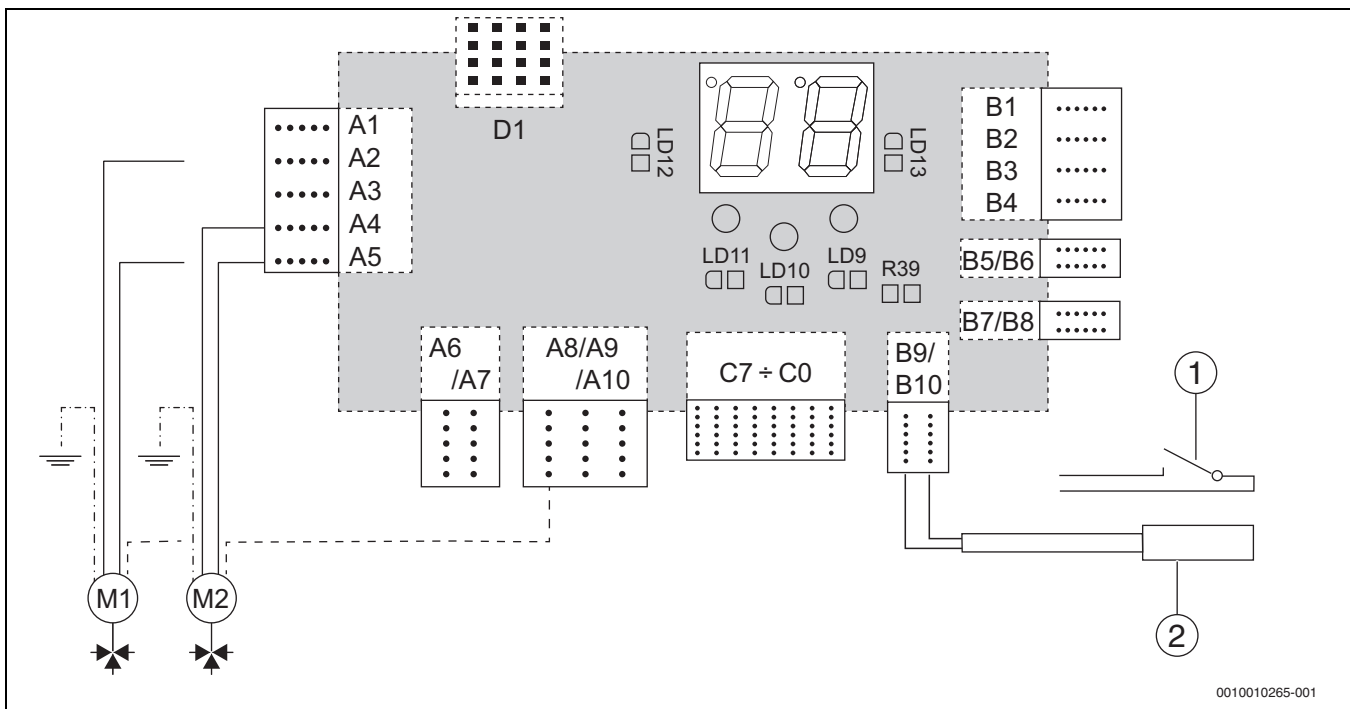 D1
A1
A2
A3
A4
A5
LD12
LD13
B1
B2
B3
B4
LD11
LD10
LD9
R39
B5/B6
B7/B8
A6
/A7
A8/A9
/A10
C7 ÷ C0
B9/
B10
1
2
M1
M2
0010010265-001